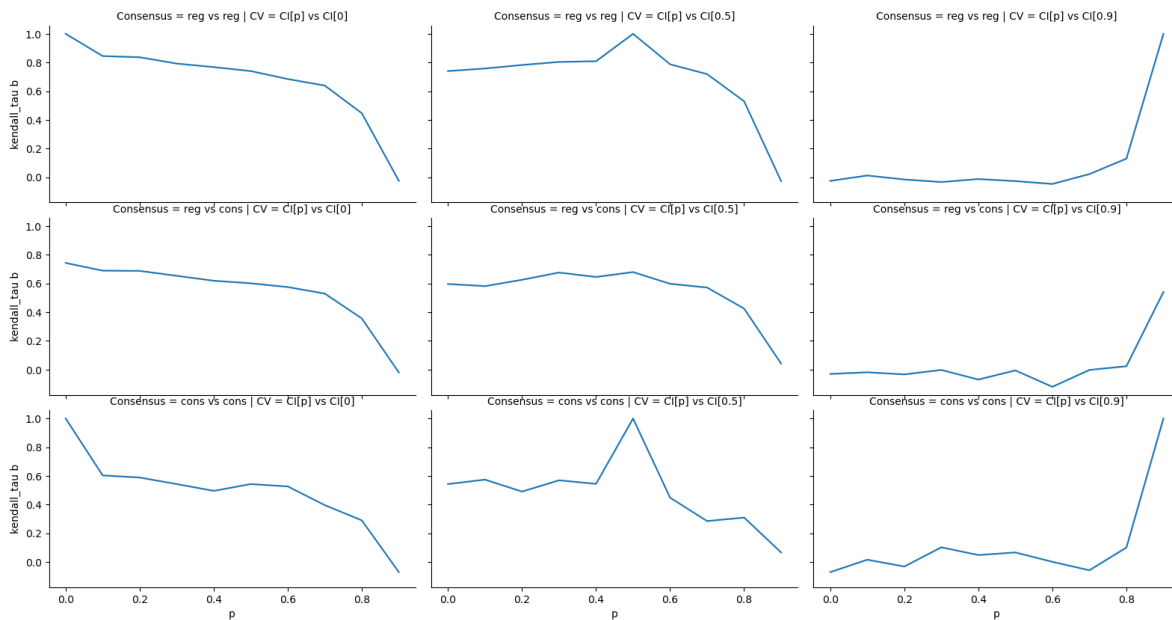 Consensus = reg vs reg | CV = CI[p] vs CI[0]
Consensus = reg vs reg | CV = CI[p] vs CI[0.5]
Consensus = reg vs reg | CV = CI[p] vs CI[0.9]
1.0
0.8
0.6
0.4
0.2
0.0
kendall_tau b
Consensus = reg vs cons | CV = CI[p] vs CI[0]
Consensus = reg vs cons | CV = CI[p] vs CI[0.5]
Consensus = reg vs cons | CV = CI[p] vs CI[0.9]
1.0
0.8
0.6
0.4
0.2
0.0
kendall_tau b
Consensus = cons vs cons | CV = CI[p] vs CI[0]
Consensus = cons vs cons | CV = CI[p] vs CI[0.5]
Consensus = cons vs cons | CV = CI[p] vs CI[0.9]
1.0
0.8
0.6
0.4
0.2
0.0
kendall_tau b
0.0 0.2 0.4 0.6 0.8
0.0 0.2 0.4 0.6 0.8
0.0 0.2 0.4 0.6 0.8
p
p
p